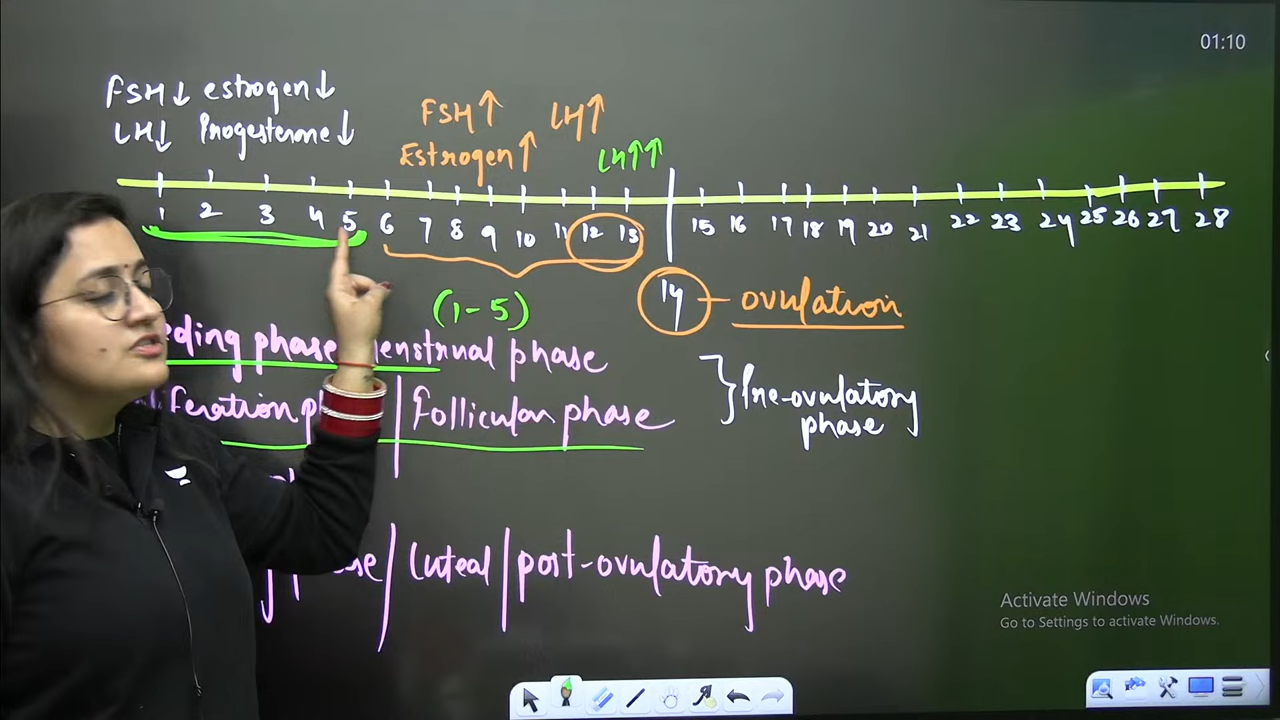 01:10
FSH↓ estrogen↓
LH↓ Progesterone↓
FSH↑ LH↑
Estrogen↑ LH↑↑
1 2 3 4 5 6 7 8 9 10 11 12 13 15 16 17 18 19 20 21 22 23 24 25 26 27 28
14 — ovulation
(1-5)
phase menstrual phase
| follicular phase
} Pre-ovulatory
phase
/ luteal / post-ovulatory phase
Activate Windows
Go to Settings to activate Windows.